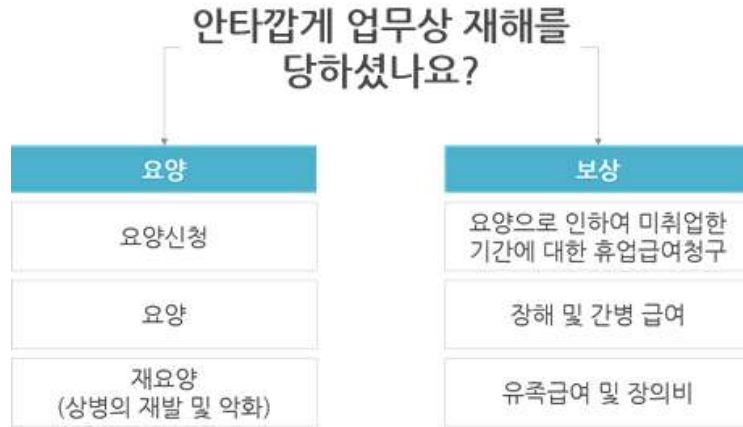 안타깝게 업무상 재해를
당하셨나요?
요양
요양신청
요양
재요양
(상병의 재발 및 악화)
보상
요양으로 인하여 미취업한
기간에 대한 휴업급여청구
장해 및 간병 급여
유족급여 및 장의비